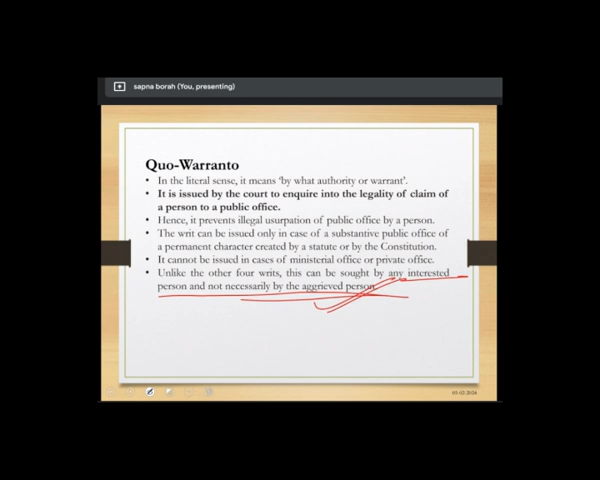 sapna borah (You, presenting)
Quo-Warranto
• In the literal sense, it means 'by what authority or warrant'.
• It is issued by the court to enquire into the legality of claim of
a person to a public office.
• Hence, it prevents illegal usurpation of public office by a person.
• The writ can be issued only in case of a substantive public office of
a permanent character created by a statute or by the Constitution.
• It cannot be issued in cases of ministerial office or private office.
• Unlike the other four writs, this can be sought by any interested
person and not necessarily by the aggrieved person.